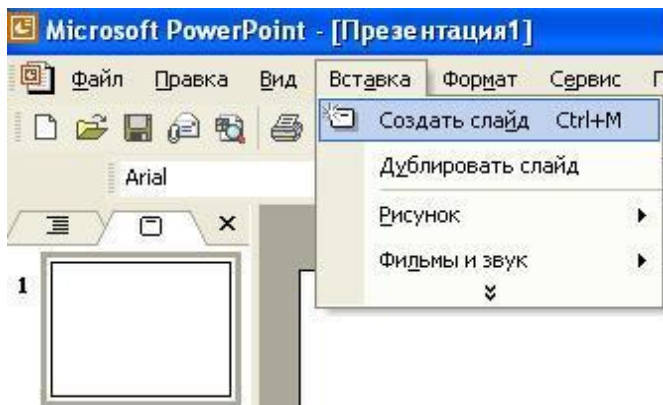 Microsoft PowerPoint - [Презентация1]
Файл Правка Вид Вставка Формат Сервис
Создать слайд Ctrl+M
Дублировать слайд
Arial
Рисунок
Фильмы и звук
1